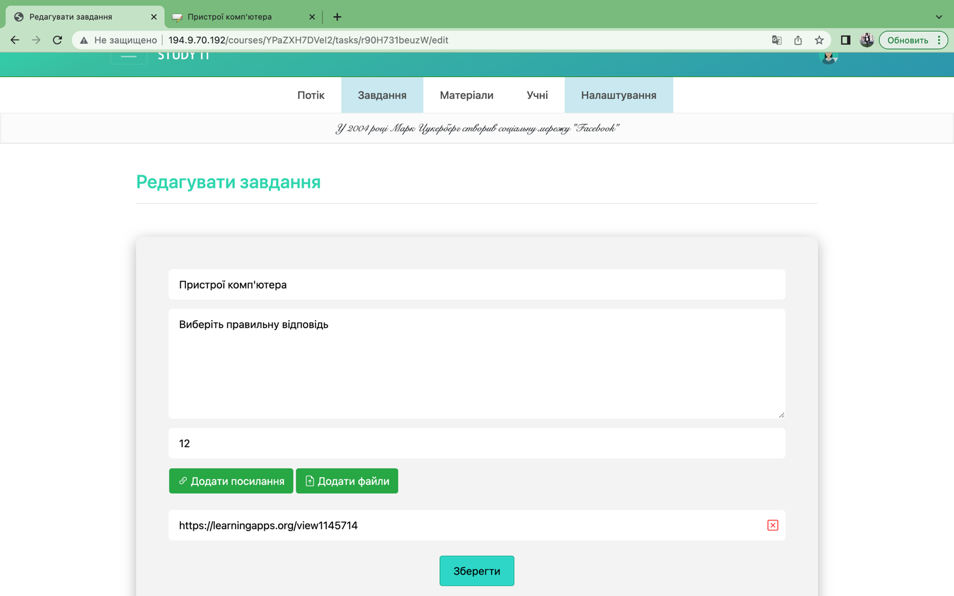 Редагувати завдання
Пристрої комп'ютера
Не защищено
194.9.70.192/courses/YPaZXH7DVeI2/tasks/r90H731beuzW/edit
Обновить
STUDY IT
Потік
Завдання
Матеріали
Учні
Налаштування
У 2004 році Марк Цукерберг створив соціальну мережу "Facebook"
Редагувати завдання
Пристрої комп'ютера
Виберіть правильну відповідь
12
Додати посилання
Додати файли
https://learningapps.org/view1145714
Зберегти